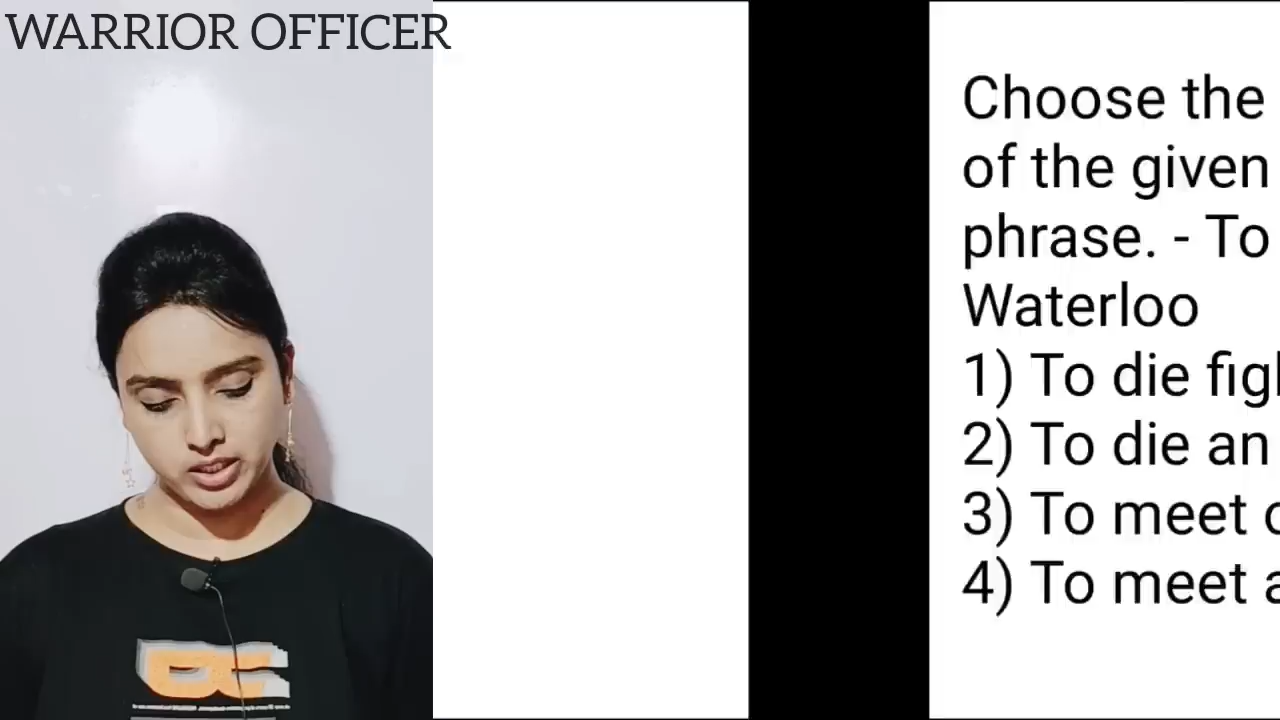 WARRIOR OFFICER
Choose the
of the given
phrase. - To
Waterloo
1) To die
2) To die an
3) To meet
4) To meet